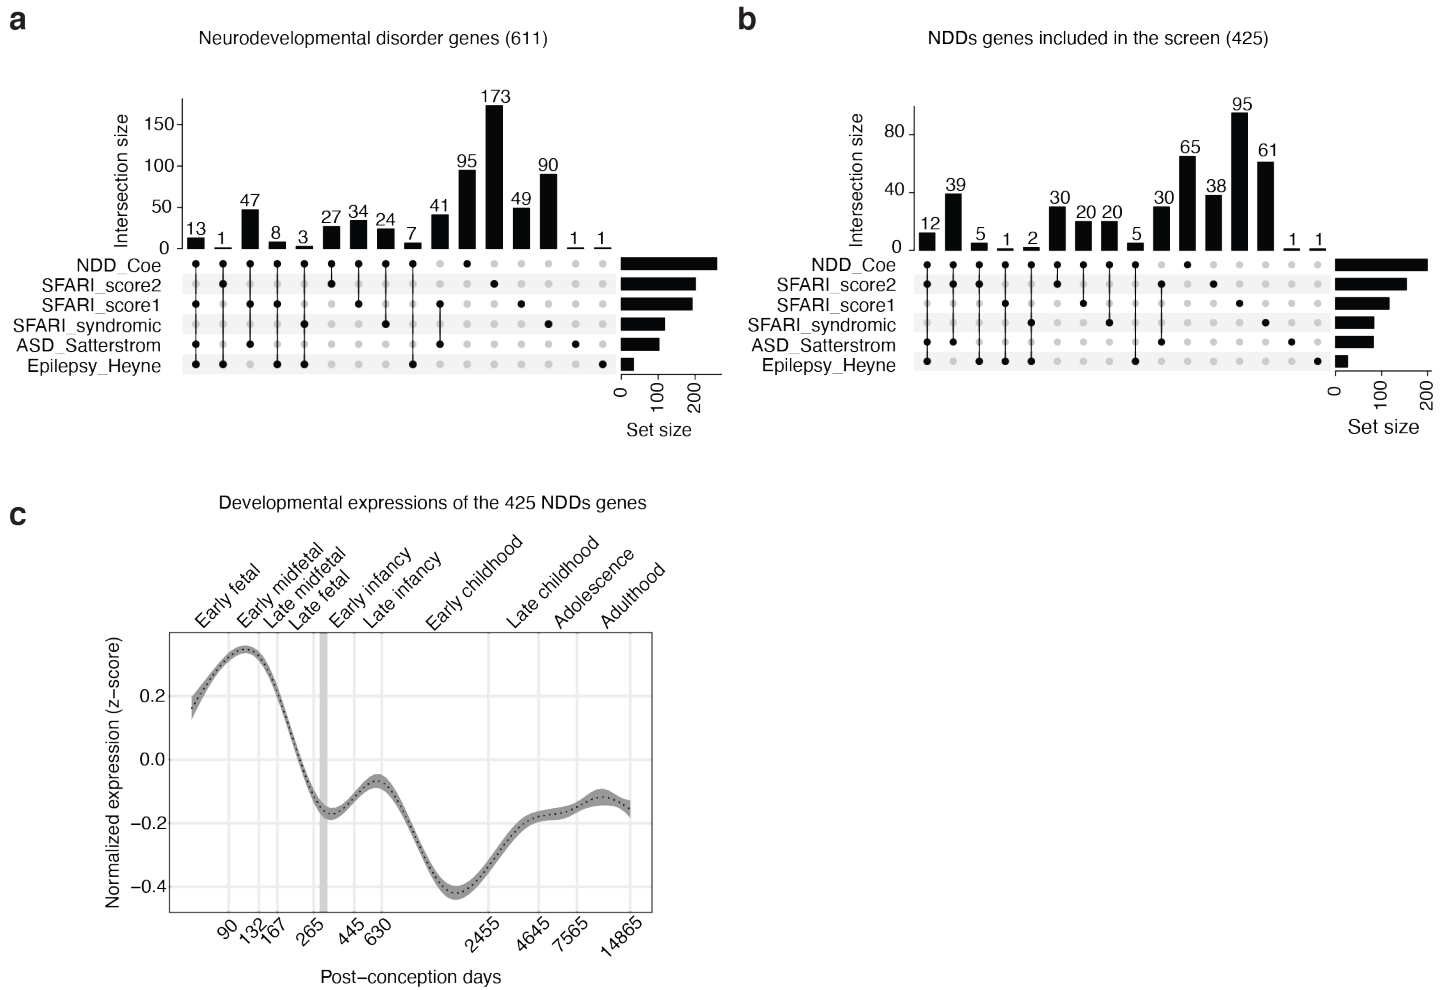 a
Neurodevelopmental disorder genes (611)
Intersection size
150
100
50
0
13
1
47
8
3
27
34
24
7
41
95
173
49
90
1
1
NDD_Coe
SFARI_score2
SFARI_score1
SFARI_syndromic
ASD_Satterstrom
Epilepsy_Heyne
0
100
200
Set size
b
NDDs genes included in the screen (425)
Intersection size
80
40
0
12
39
5
1
2
30
20
20
5
30
65
38
95
61
1
1
NDD_Coe
SFARI_score2
SFARI_score1
SFARI_syndromic
ASD_Satterstrom
Epilepsy_Heyne
0
100
200
Set size
c
Developmental expressions of the 425 NDDs genes
Early fetal
Early midfetal
Late midfetal
Late fetal
Early infancy
Late infancy
Early childhood
Late childhood
Adolescence
Adulthood
Normalized expression (z−score)
0.2
0.0
−0.2
−0.4
90
132
167
265
445
630
2455
4645
7565
14865
Post−conception days